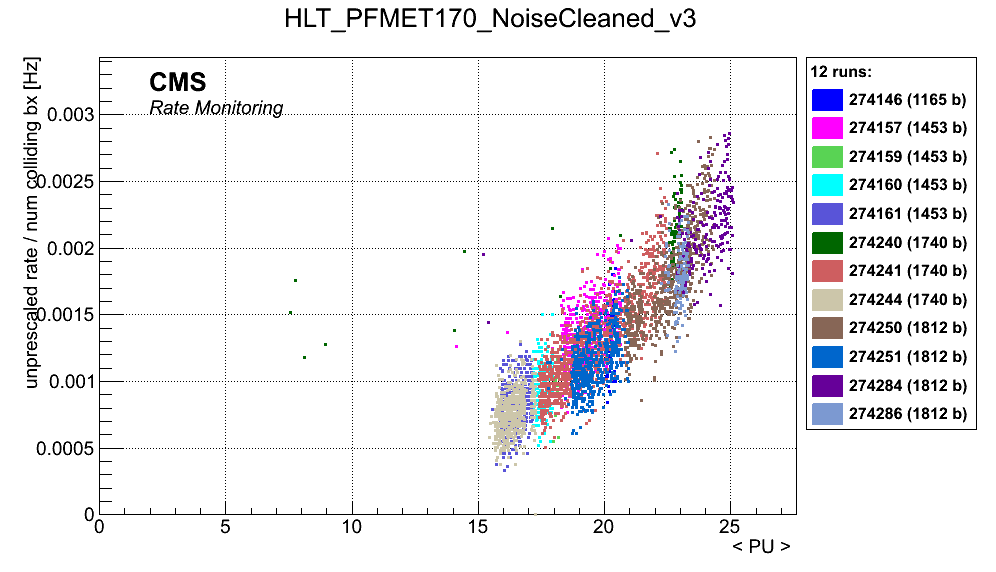 HLT_PFMET170_NoiseCleaned_v3
unprescaled rate / num colliding bx [Hz]
CMS
Rate Monitoring
0.003
0.0025
0.002
0.0015
0.001
0.0005
0
0 5 10 15 20 25
< PU >
12 runs:
274146 (1165 b)
274157 (1453 b)
274159 (1453 b)
274160 (1453 b)
274161 (1453 b)
274240 (1740 b)
274241 (1740 b)
274244 (1740 b)
274250 (1812 b)
274251 (1812 b)
274284 (1812 b)
274286 (1812 b)